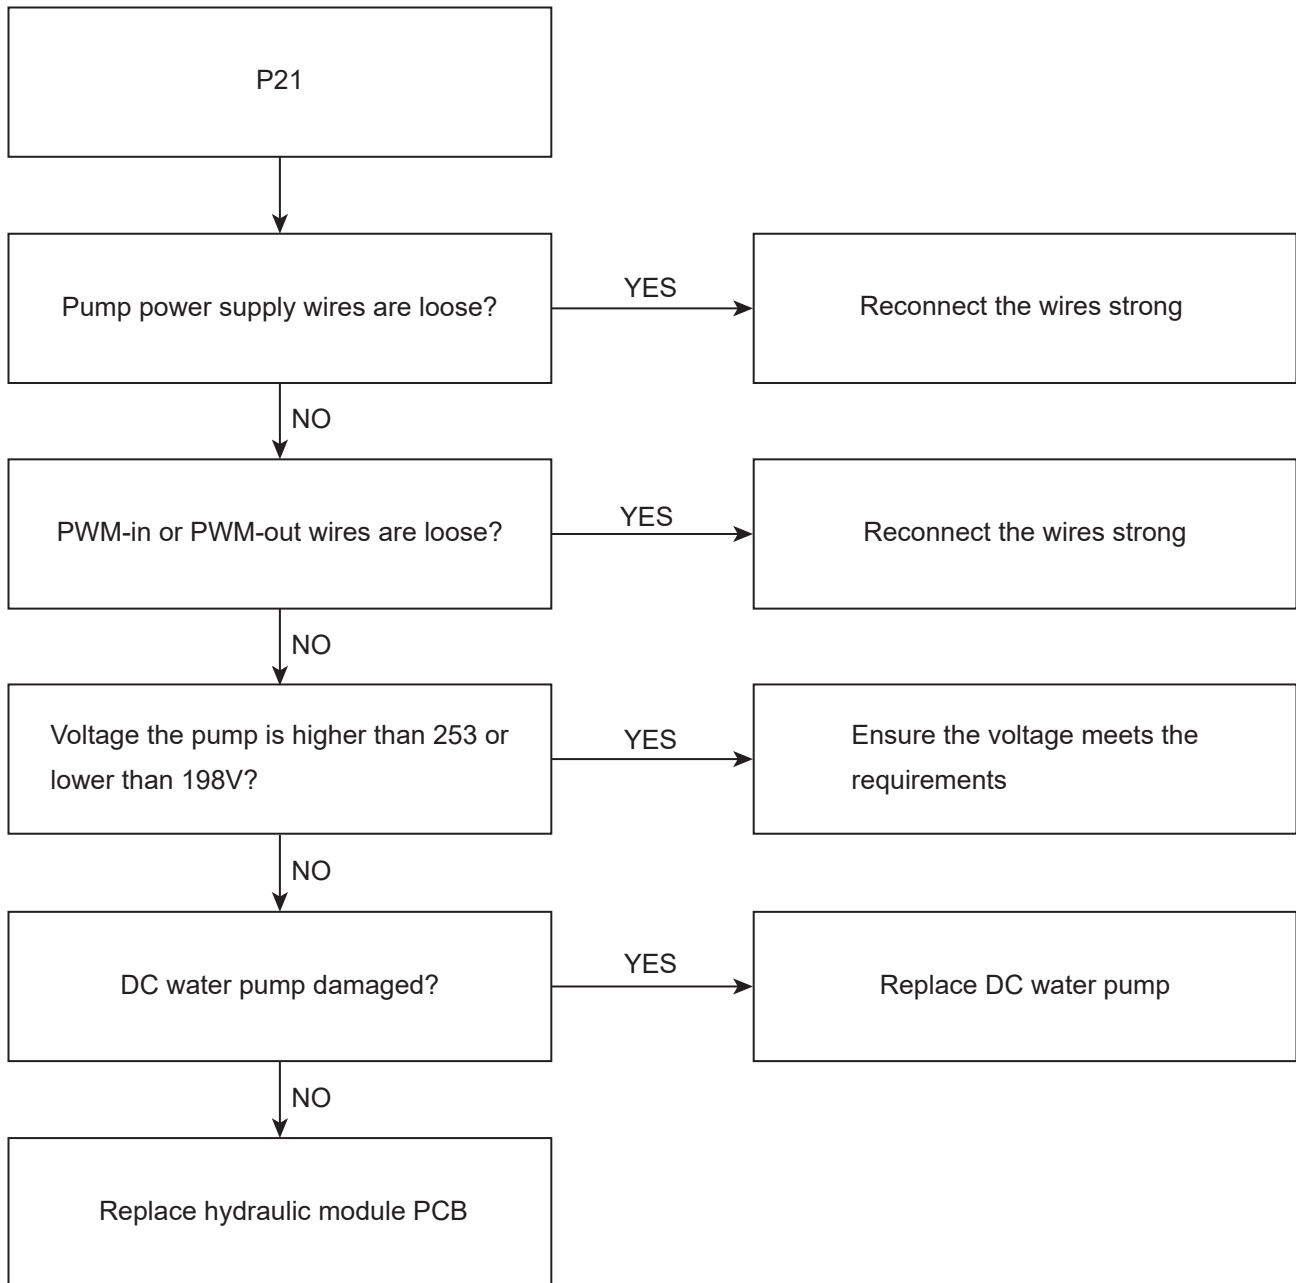 P21
Pump power supply wires are loose?
YES
Reconnect the wires strong
NO
PWM-in or PWM-out wires are loose?
YES
Reconnect the wires strong
NO
Voltage the pump is higher than 253 or
lower than 198V?
YES
Ensure the voltage meets the
requirements
NO
DC water pump damaged?
YES
Replace DC water pump
NO
Replace hydraulic module PCB